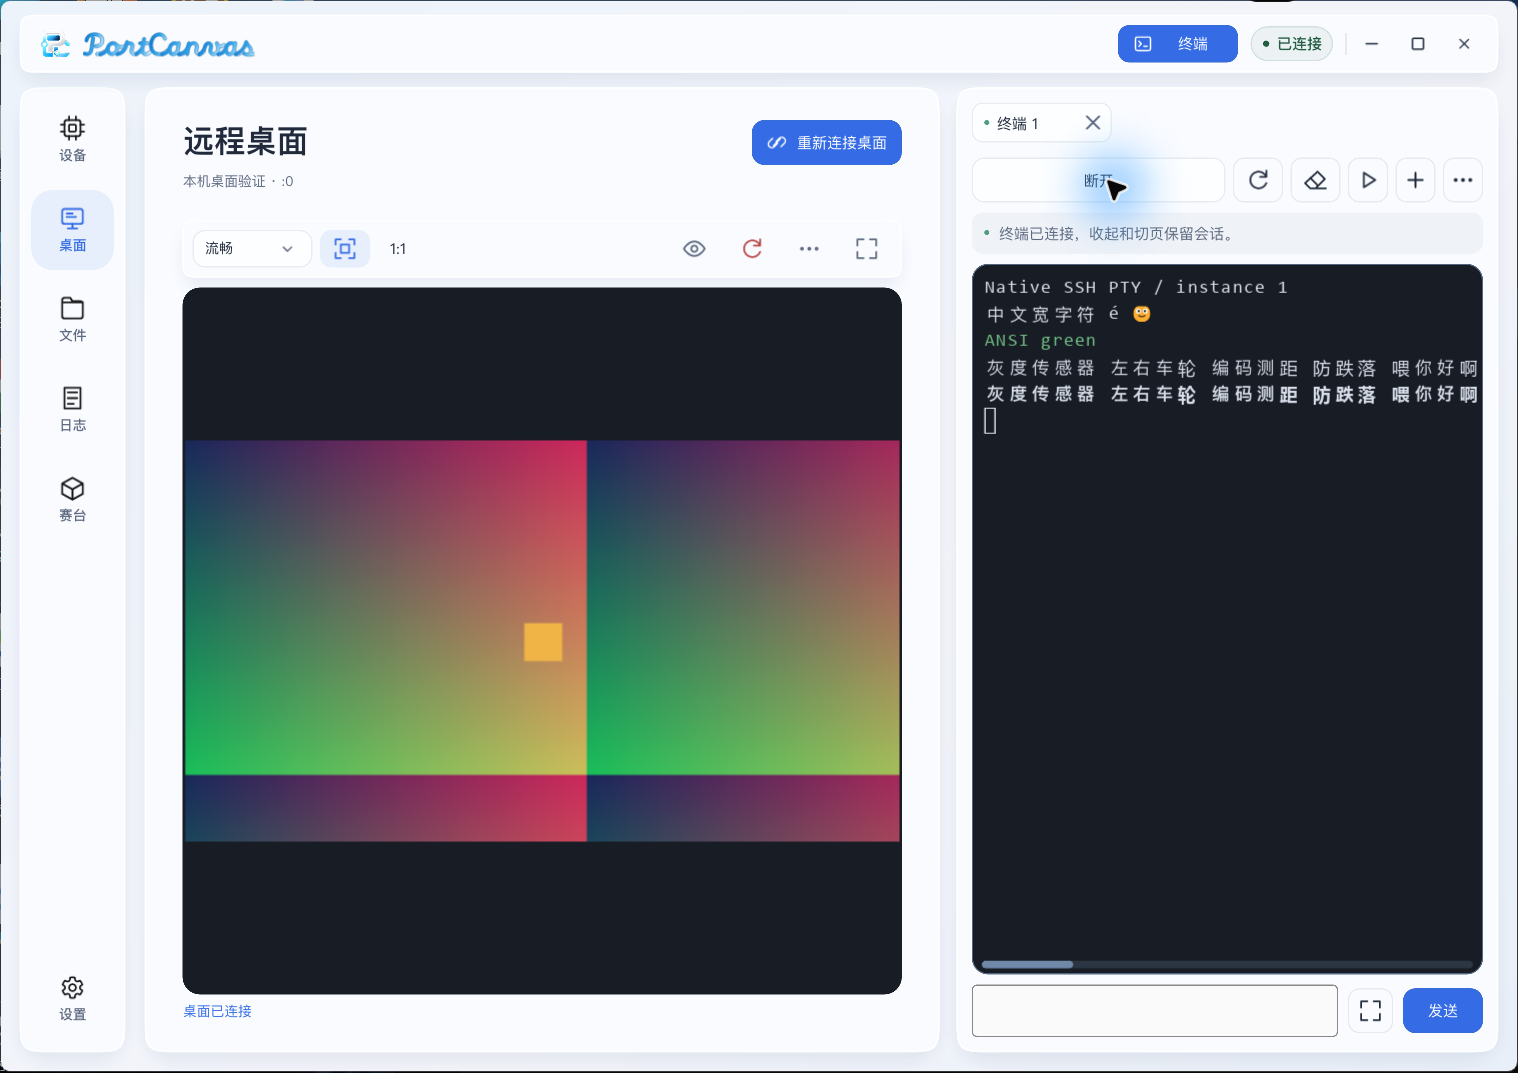 PortCanvas
终端
已连接
设备
桌面
文件
日志
赛台
设置
远程桌面
重新连接桌面
本机桌面验证 · :0
流畅
1:1
桌面已连接
终端 1
断开
终端已连接，收起和切页保留会话。
Native SSH PTY / instance 1
中文宽字符 é 🙂
ANSI green
灰度传感器 左右车轮 编码测距 防跌落 喂你好啊
灰度传感器 左右车轮 编码测距 防跌落 喂你好啊
发送